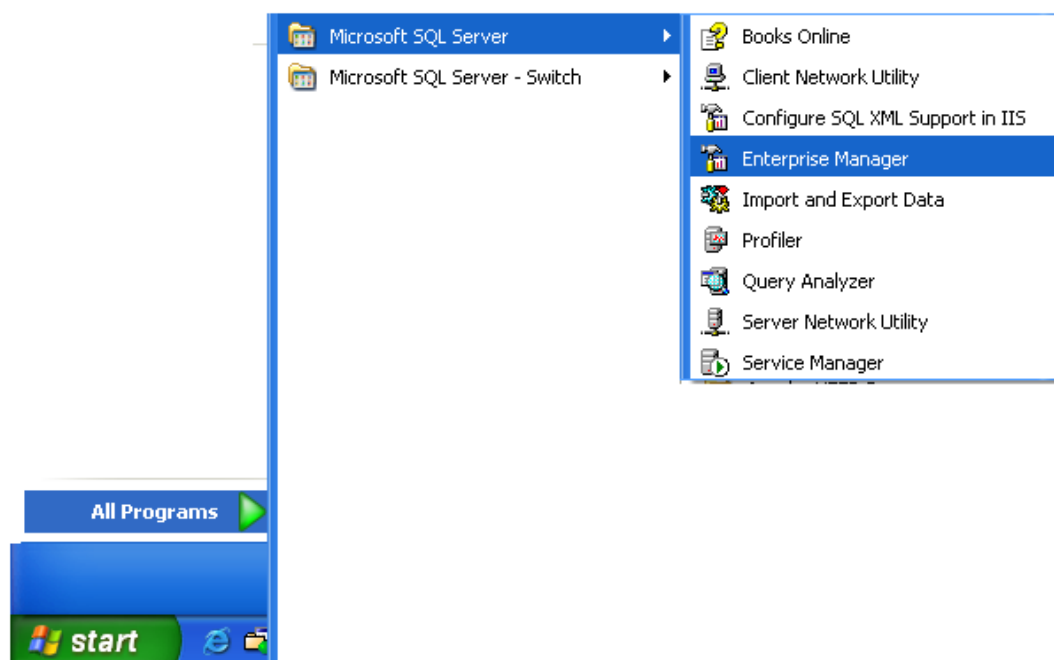 Microsoft SQL Server
Microsoft SQL Server - Switch
Books Online
Client Network Utility
Configure SQL XML Support in IIS
Enterprise Manager
Import and Export Data
Profiler
Query Analyzer
Server Network Utility
Service Manager
All Programs
start